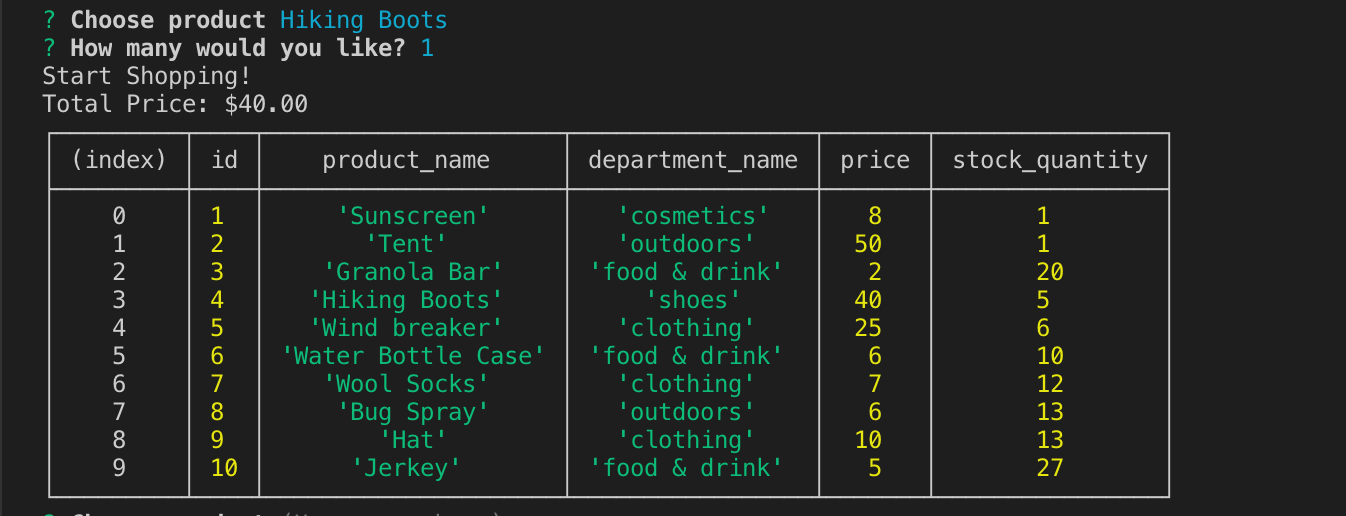 ? Choose product Hiking Boots
? How many would you like? 1
Start Shopping!
Total Price: $40.00
(index) id product_name department_name price stock_quantity
0 1 'Sunscreen' 'cosmetics' 8 1
1 2 'Tent' 'outdoors' 50 1
2 3 'Granola Bar' 'food & drink' 2 20
3 4 'Hiking Boots' 'shoes' 40 5
4 5 'Wind breaker' 'clothing' 25 6
5 6 'Water Bottle Case' 'food & drink' 6 10
6 7 'Wool Socks' 'clothing' 7 12
7 8 'Bug Spray' 'outdoors' 6 13
8 9 'Hat' 'clothing' 10 13
9 10 'Jerkey' 'food & drink' 5 27
? Choose product